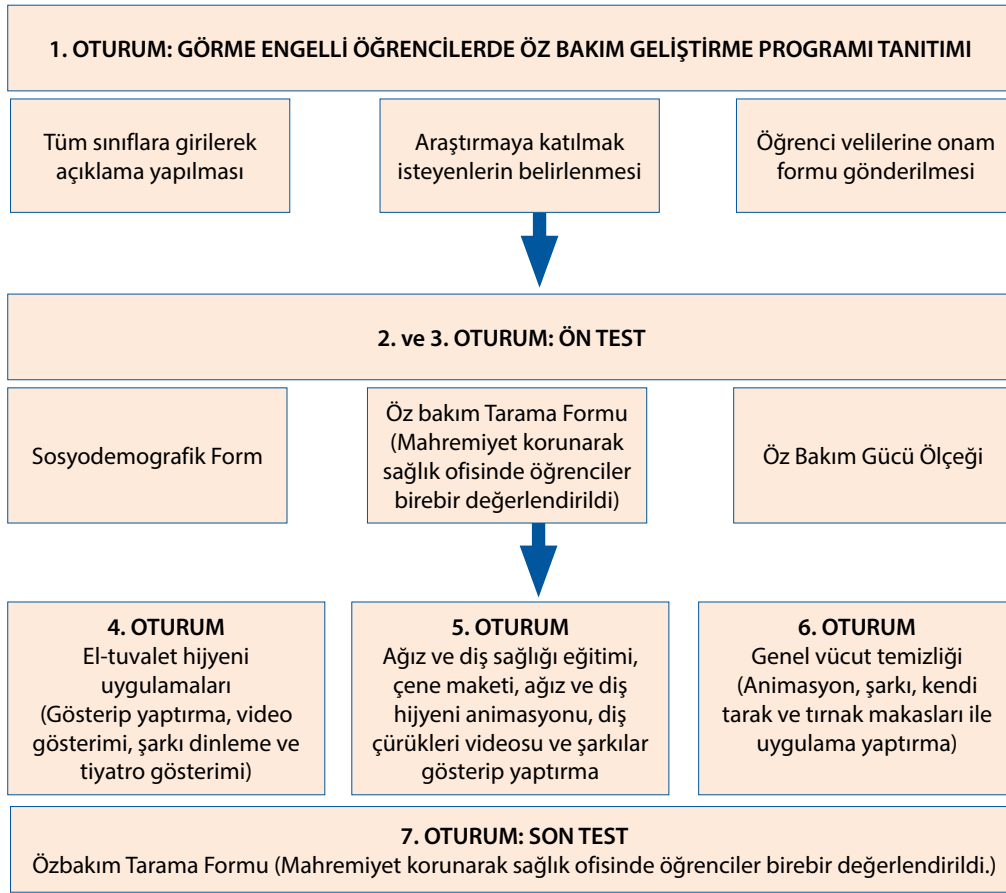 1. OTURUM: GÖRME ENGELLİ ÖĞRENCİLERDE ÖZ BAKIM GELİŞTİRME PROGRAMI TANITIMI
Tüm sınıflara girilerek
açıklama yapılması
Araştırmaya katılmak
isteyenlerin belirlenmesi
Öğrenci velilerine onam
formu gönderilmesi
2. ve 3. OTURUM: ÖN TEST
Sosyodemografik Form
Öz bakım Tarama Formu
(Mahremiyet korunarak
sağlık ofisinde öğrenciler
birebir değerlendirildi)
Öz Bakım Gücü Ölçeği
4. OTURUM
El-tuvalet hijyeni
uygulamaları
(Gösterip yaptırma, video
gösterimi, şarkı dinleme ve
tiyatro gösterimi)
5. OTURUM
Ağız ve diş sağlığı eğitimi,
çene maketi, ağız ve diş
hijyeni animasyonu, diş
çürükleri videosu ve şarkılar
gösterip yaptırma
6. OTURUM
Genel vücut temizliği
(Animasyon, şarkı, kendi
tarak ve tırnak makasları ile
uygulama yaptırma)
7. OTURUM: SON TEST
Özbakım Tarama Formu (Mahremiyet korunarak sağlık ofisinde öğrenciler birebir değerlendirildi.)